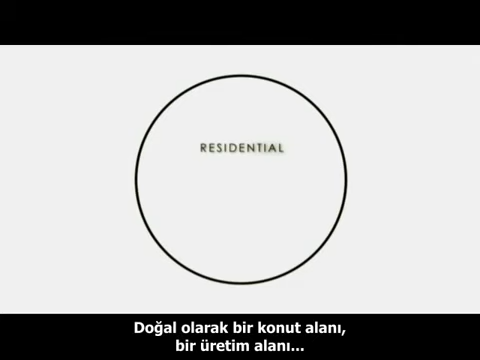 RESIDENTIAL
Doğal olarak bir konut alanı,
bir üretim alanı...